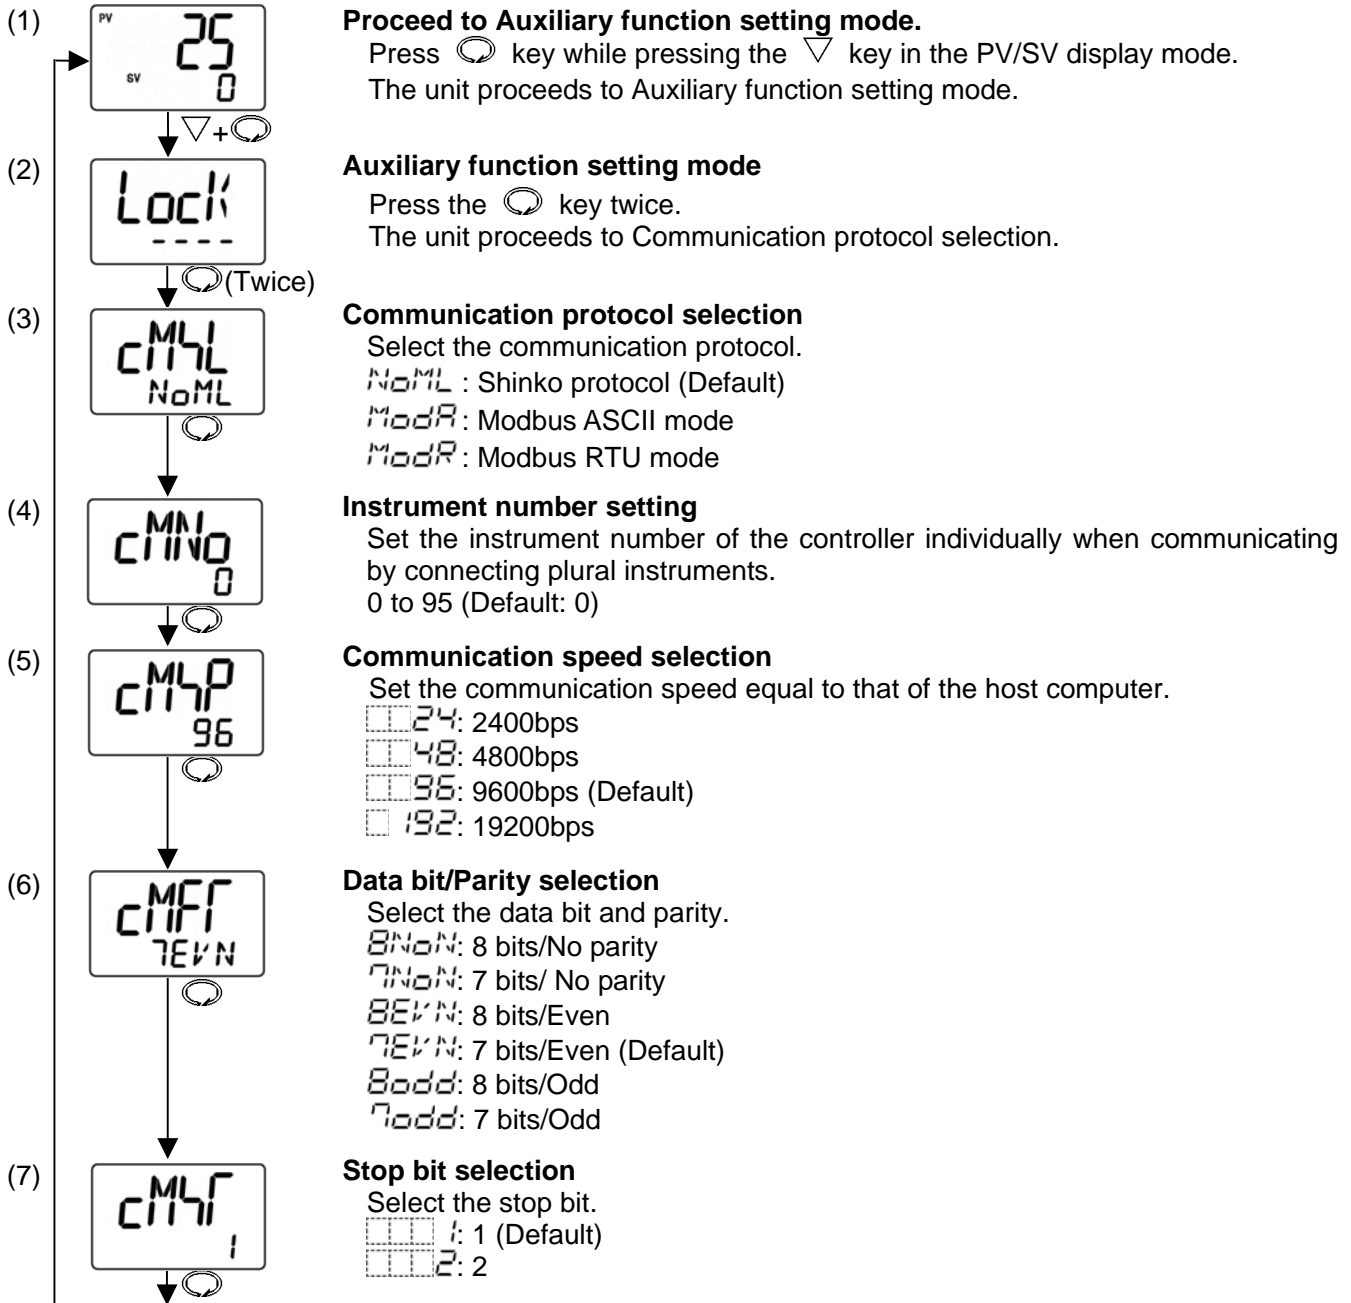 (1)
PV
25
SV
0
Proceed to Auxiliary function setting mode.
Press key while pressing the ▽ key in the PV/SV display mode.
The unit proceeds to Auxiliary function setting mode.
▽+
(2)
Lock
----
Auxiliary function setting mode
Press the key twice.
The unit proceeds to Communication protocol selection.
(Twice)
(3)
cMSL
NoML
Communication protocol selection
Select the communication protocol.
NoML : Shinko protocol (Default)
ModA : Modbus ASCII mode
ModR : Modbus RTU mode
(4)
cMNo
0
Instrument number setting
Set the instrument number of the controller individually when communicating
by connecting plural instruments.
0 to 95 (Default: 0)
(5)
cMSP
96
Communication speed selection
Set the communication speed equal to that of the host computer.
24: 2400bps
48: 4800bps
96: 9600bps (Default)
192: 19200bps
(6)
cMFT
7EVN
Data bit/Parity selection
Select the data bit and parity.
8NoN: 8 bits/No parity
7NoN: 7 bits/ No parity
8EVN: 8 bits/Even
7EVN: 7 bits/Even (Default)
8odd: 8 bits/Odd
7odd: 7 bits/Odd
(7)
cMST
1
Stop bit selection
Select the stop bit.
1: 1 (Default)
2: 2